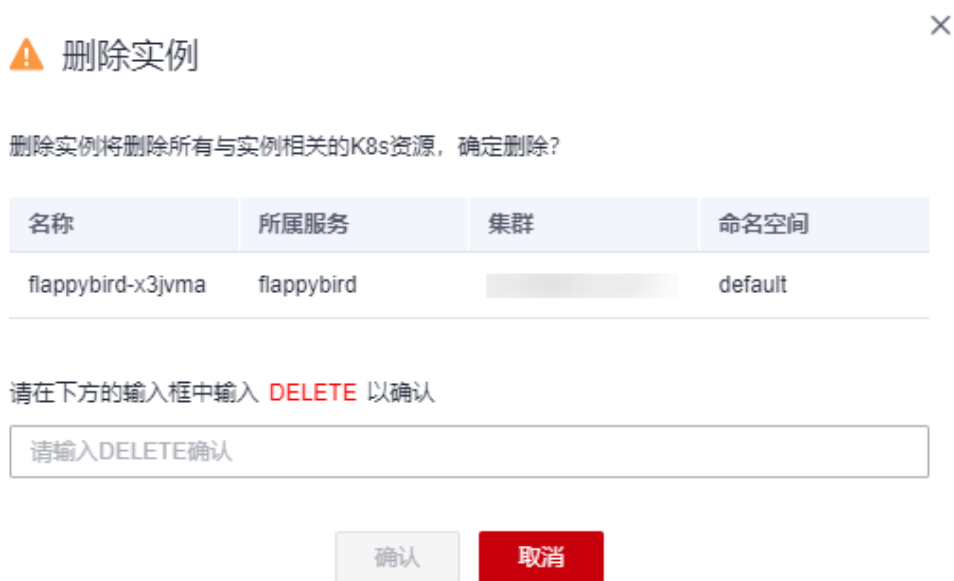 删除实例
删除实例将删除所有与实例相关的K8s资源，确定删除？
名称 所属服务 集群 命名空间
flappybird-x3jvma flappybird default
请在下方的输入框中输入 DELETE 以确认
请输入DELETE确认
确认 取消